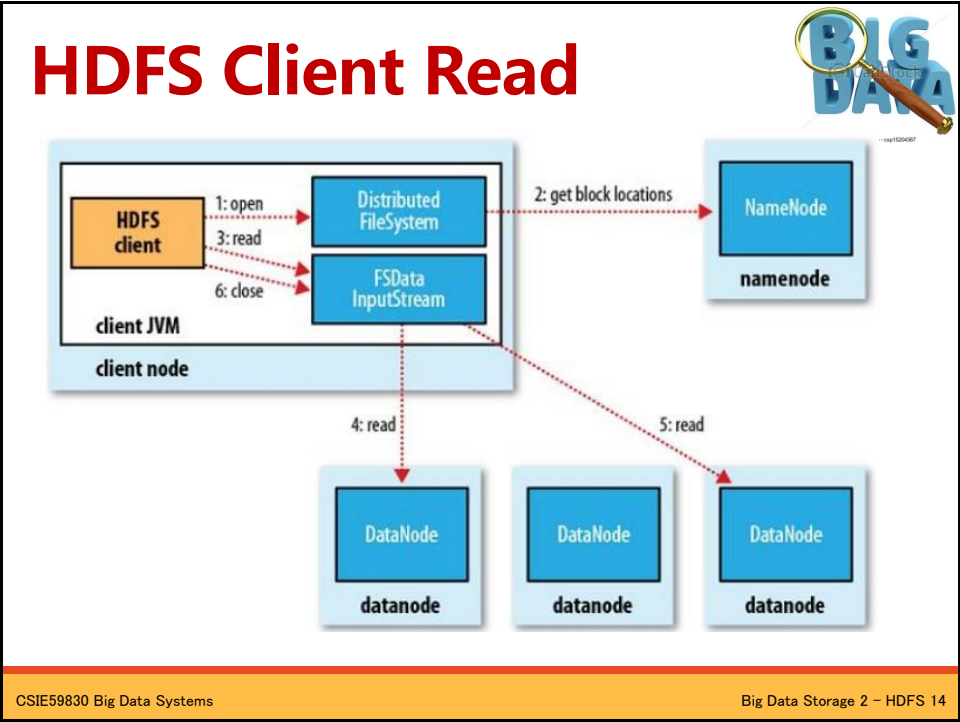 HDFS Client Read
BIG
DATA
HDFS
client
1: open
3: read
6: close
Distributed
FileSystem
FSData
InputStream
client JVM
client node
2: get block locations
NameNode
namenode
4: read
5: read
DataNode
datanode
DataNode
datanode
DataNode
datanode
CSIE59830 Big Data Systems
Big Data Storage 2 – HDFS 14